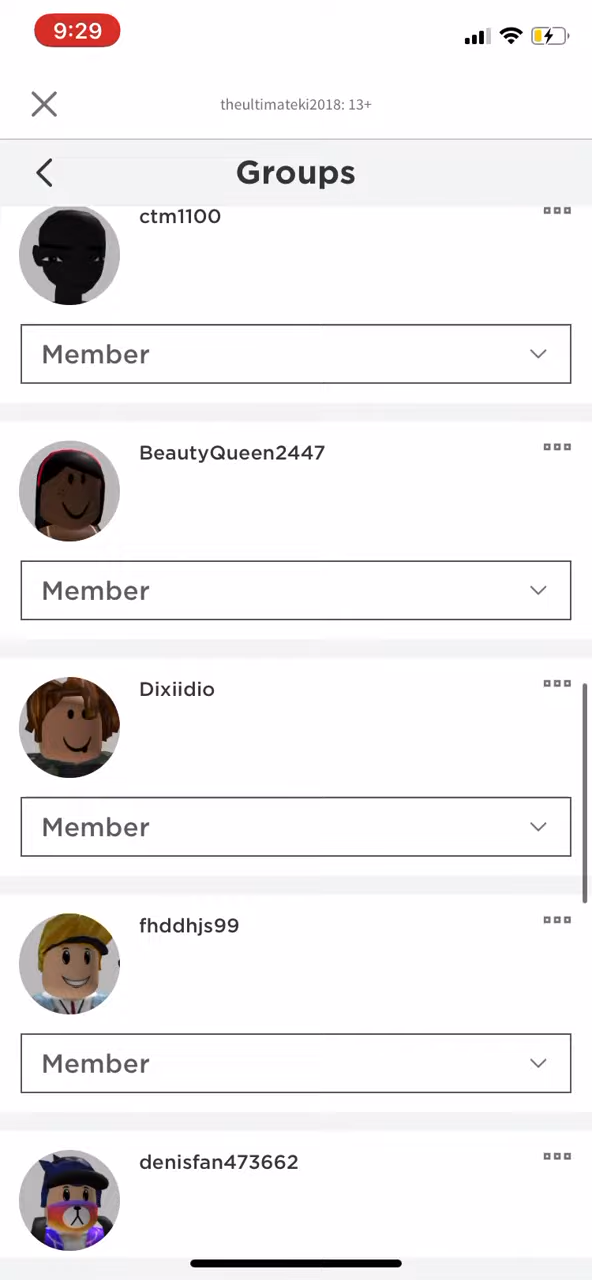 9:29
theultimateki2018: 13+
Groups
ctm1100
Member
BeautyQueen2447
Member
Dixiidio
Member
fhddhjs99
Member
denisfan473662